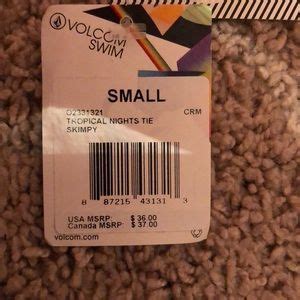 VOLCOM
SWIM
SMALL
O2331321 CRM
TROPICAL NIGHTS TIE
SKIMPY
8 87215 43131 3
USA MSRP: $ 36.00
Canada MSRP: $ 37.00
volcom.com